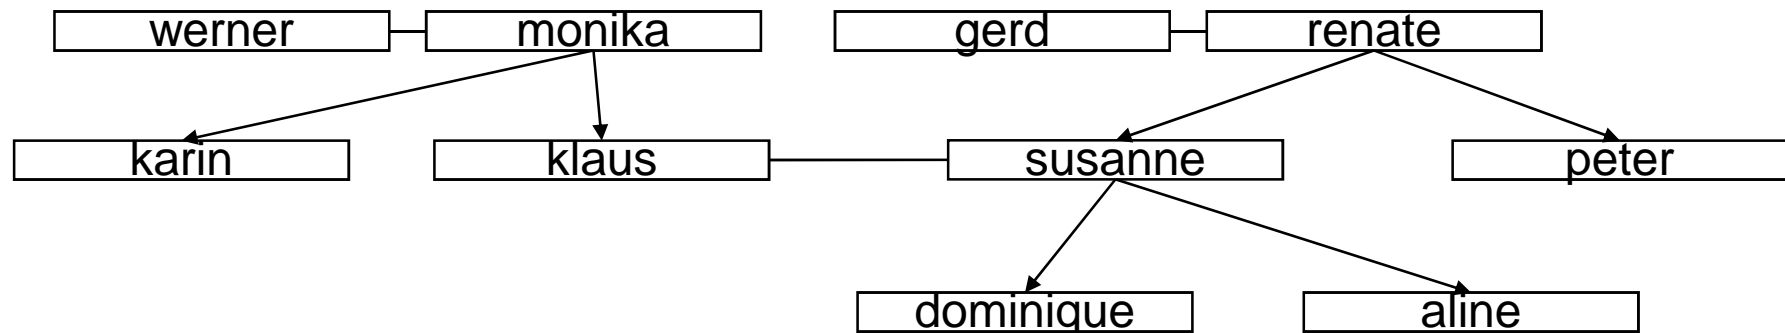 werner monika gerd renate
karin klaus susanne peter
dominique aline